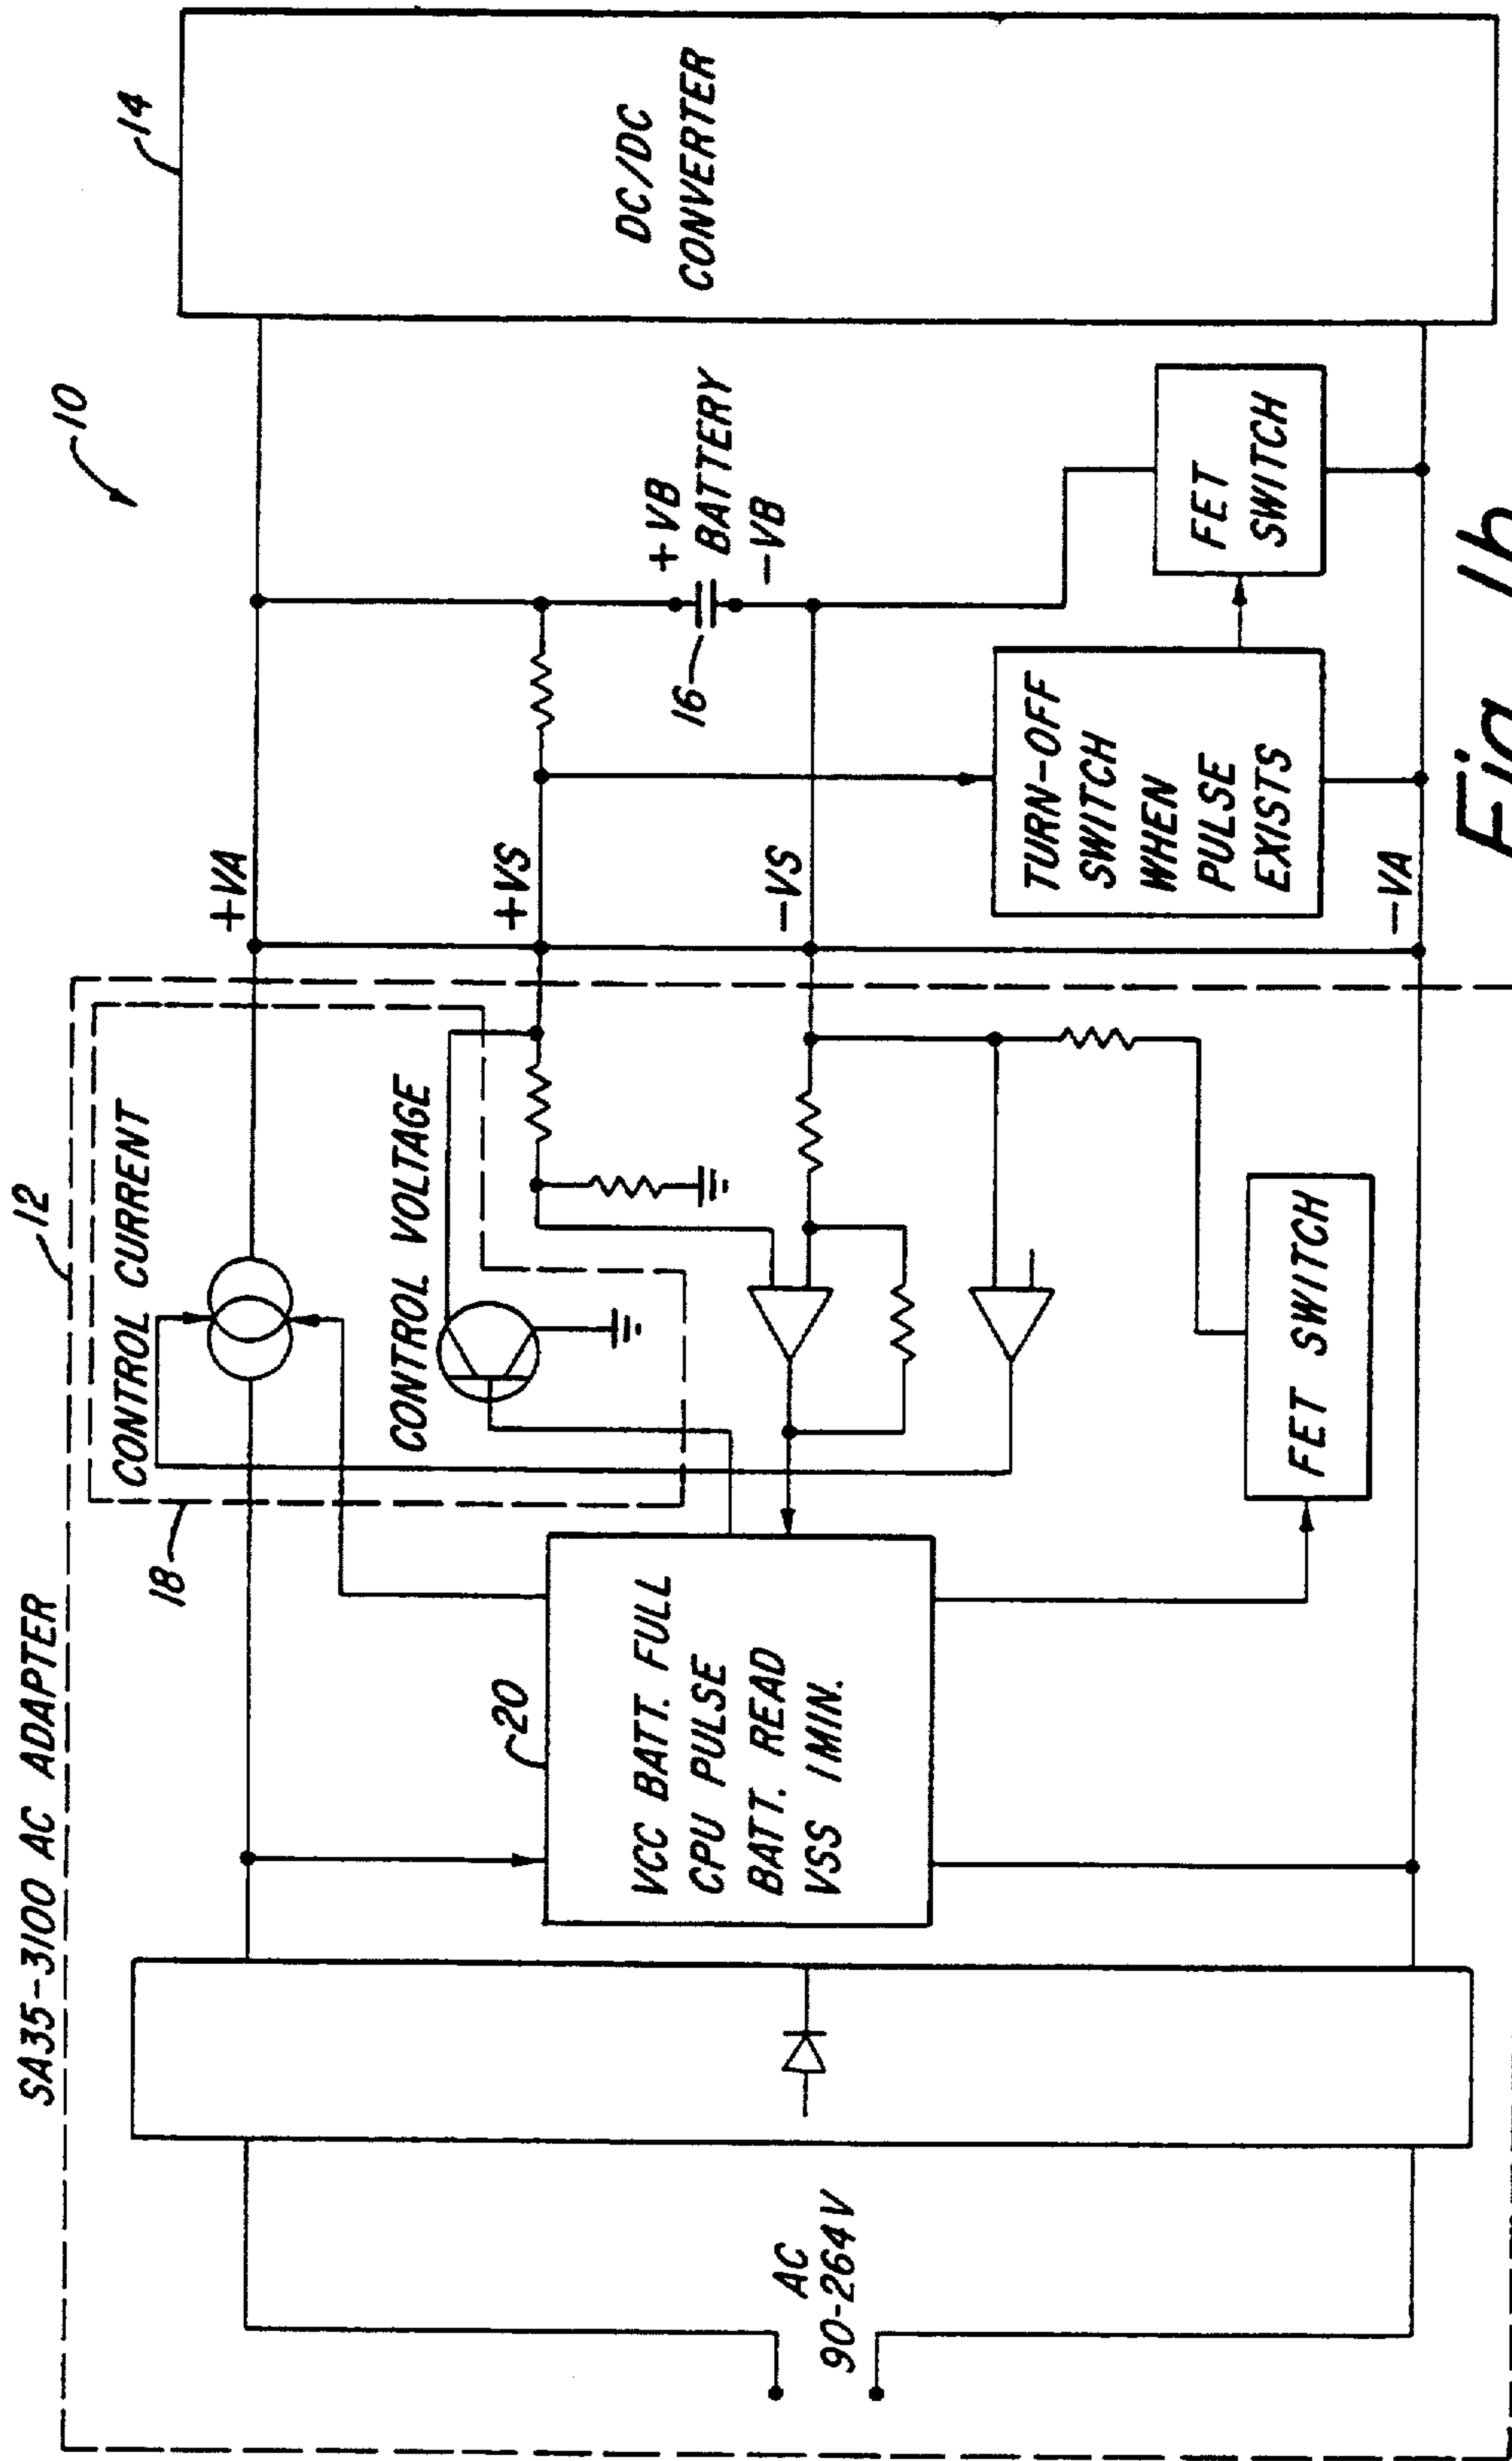 SA35-3100 AC ADAPTER
12
10
14
18
CONTROL CURRENT
+VA
CONTROL VOLTAGE
+VS
+VB
BATTERY
-VB
16
-VS
DC/DC
CONVERTER
20
VCC BATT. FULL
CPU PULSE
BATT. READ
VSS 1MIN.
AC
90-264V
TURN-OFF
SWITCH
WHEN
PULSE
EXISTS
FET
SWITCH
FET SWITCH
-VA
Fig. 1b